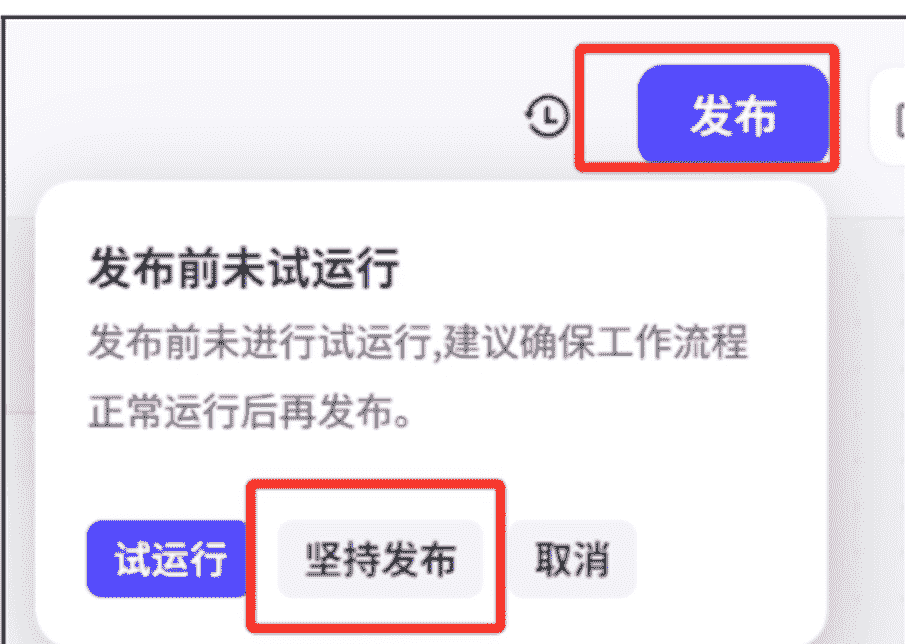 发布
发布前未试运行
发布前未进行试运行,建议确保工作流程
正常运行后再发布。
试运行 坚持发布 取消